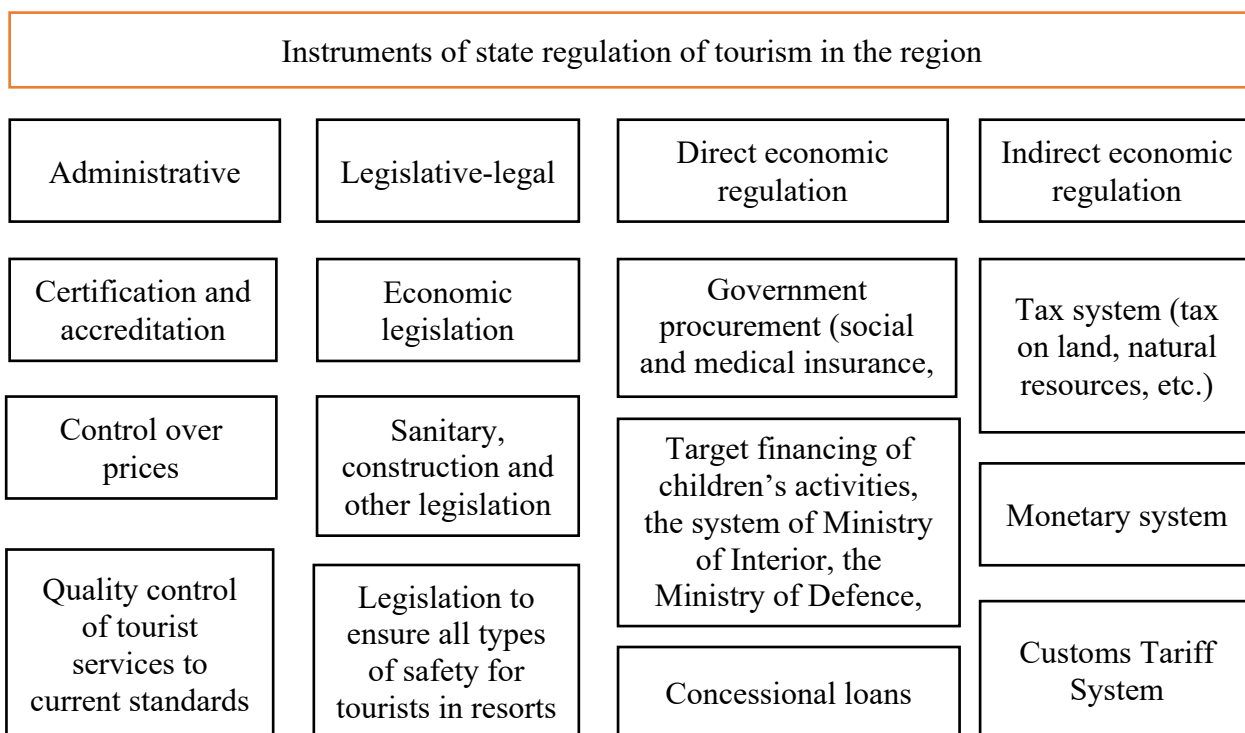 Instruments of state regulation of tourism in the region
Administrative
Legislative-legal
Direct economic
regulation
Indirect economic
regulation
Certification and
accreditation
Economic
legislation
Government
procurement (social
and medical insurance,
Tax system (tax
on land, natural
resources, etc.)
Control over
prices
Sanitary,
construction and
other legislation
Target financing of
children’s activities,
the system of Ministry
of Interior, the
Ministry of Defence,
Monetary system
Quality control
of tourist
services to
current standards
Legislation to
ensure all types
of safety for
tourists in resorts
Concessional loans
Customs Tariff
System